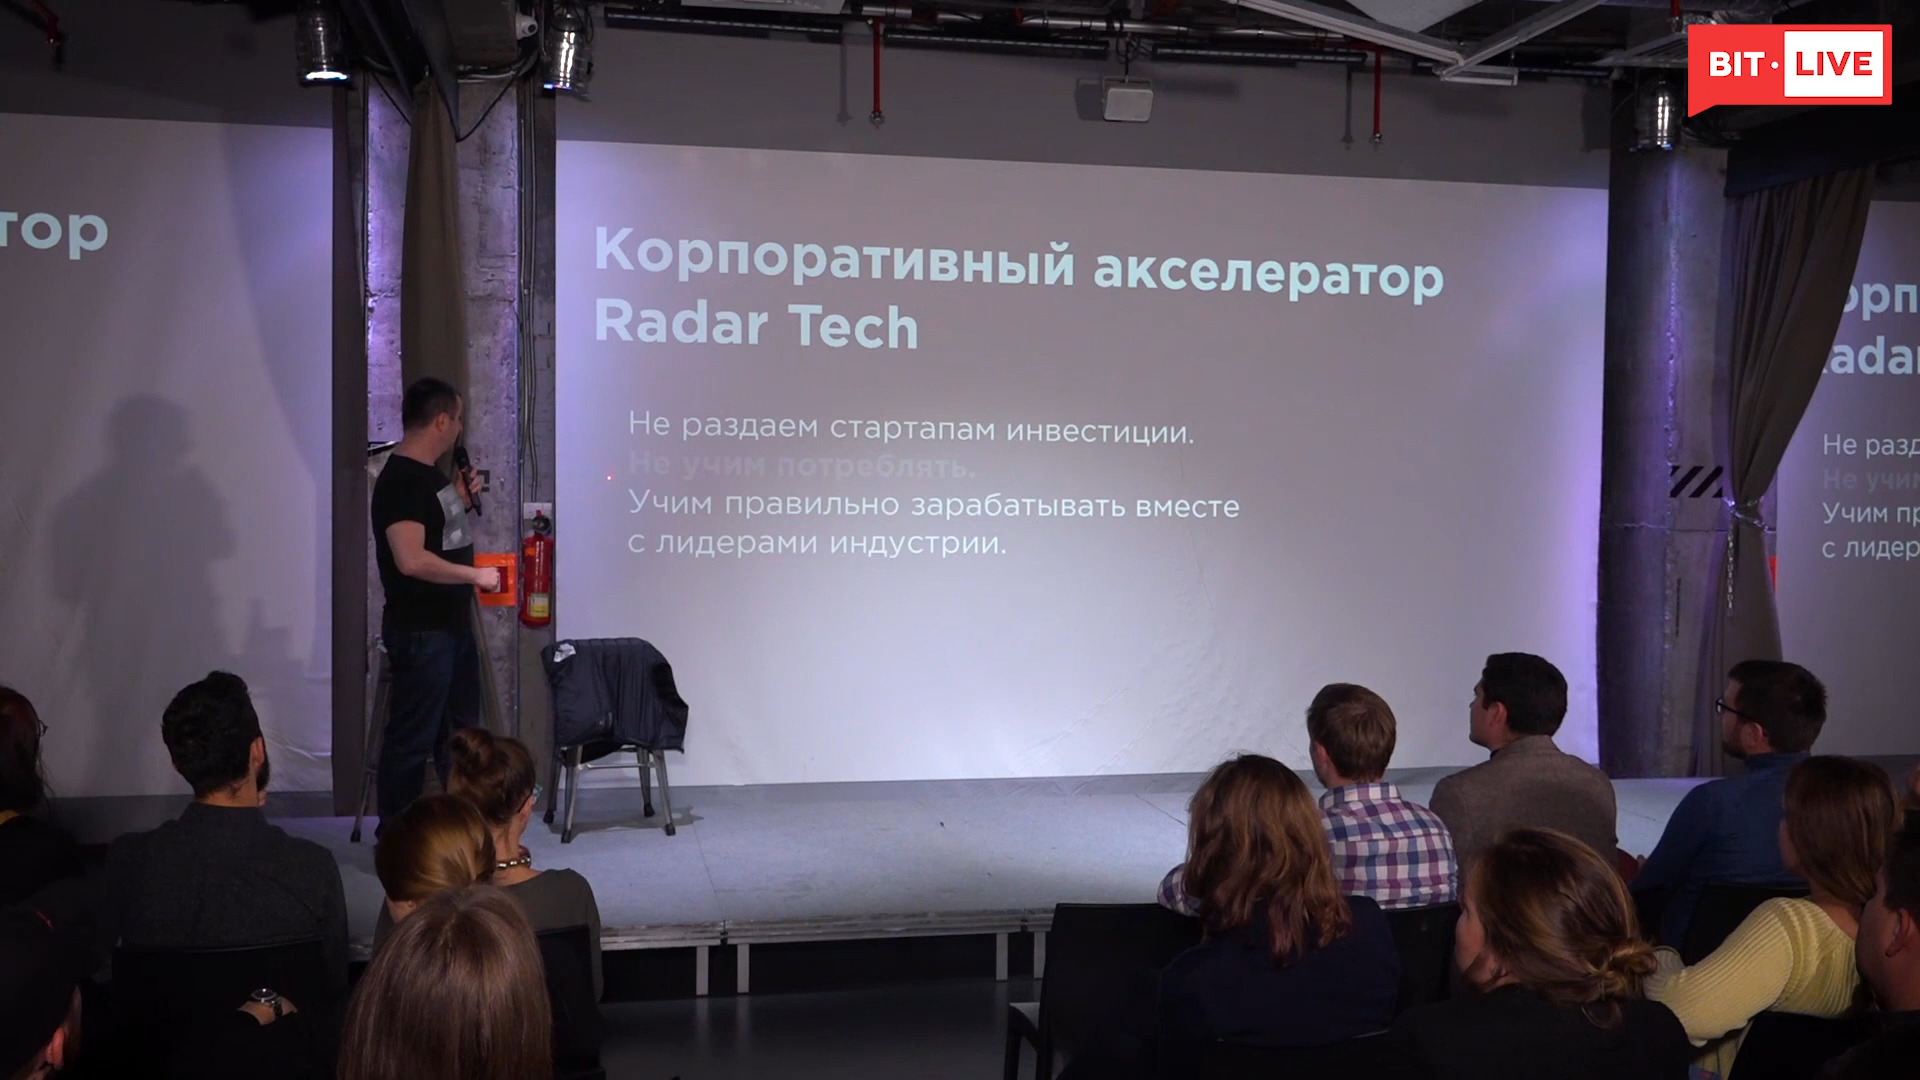 BIT • LIVE
тор
Корпоративный акселератор
Radar Tech
Не раздаем стартапам инвестиции.
Не учим потреблять.
Учим правильно зарабатывать вместе
с лидерами индустрии.
орп
adar
Не разд
Не учим
Учим пр
с лидер